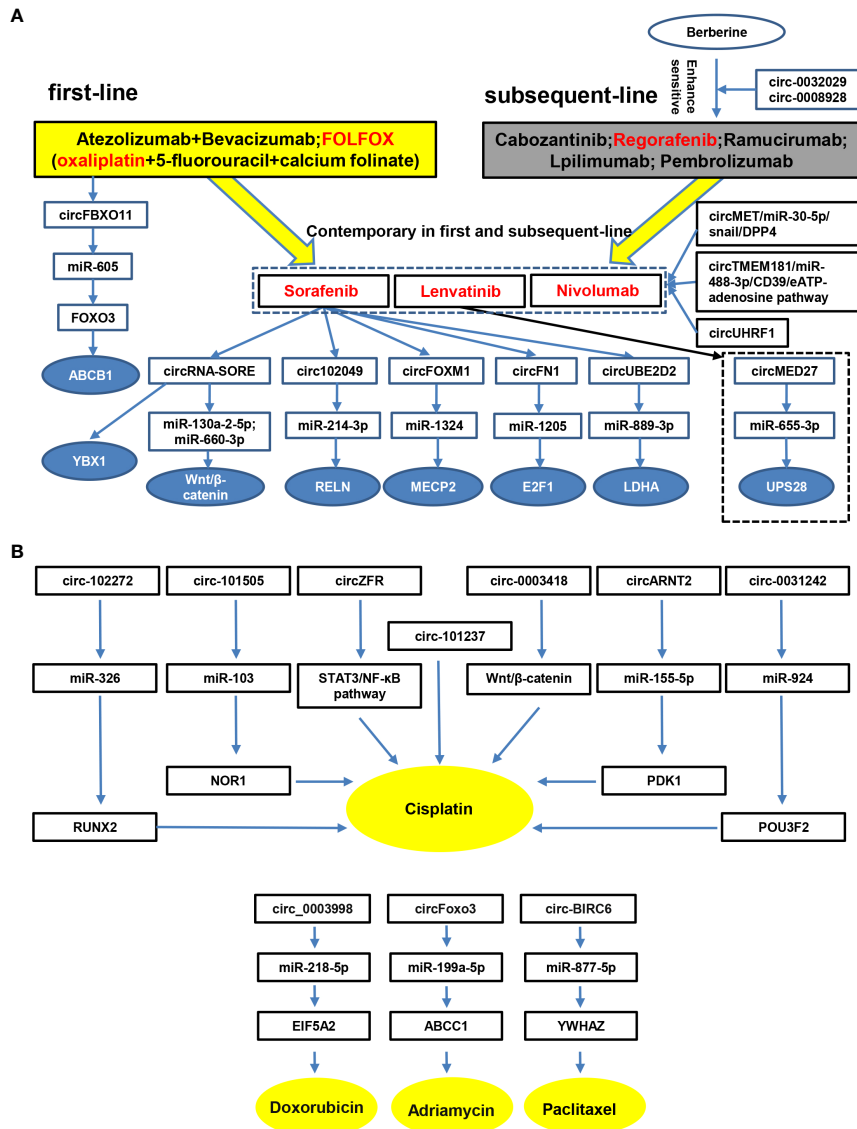 A
Berberine
Enhance
sensitive
circ-0032029
circ-0008928
first-line
subsequent-line
Atezolizumab+Bevacizumab;FOLFOX
(oxaliplatin+5-fluorouracil+calcium folinate)
Cabozantinib;Regorafenib;Ramucirumab;
Lpilimumab; Pembrolizumab
circFBXO11
miR-605
FOXO3
ABCB1
Contemporary in first and subsequent-line
Sorafenib
Lenvatinib
Nivolumab
circMET/miR-30-5p/
snail/DPP4
circTMEM181/miR-
488-3p/CD39/eATP-
adenosine pathway
circUHRF1
circRNA-SORE
circ102049
circFOXM1
circFN1
circUBE2D2
circMED27
miR-130a-2-5p;
miR-660-3p
miR-214-3p
miR-1324
miR-1205
miR-889-3p
miR-655-3p
YBX1
Wnt/β-
catenin
RELN
MECP2
E2F1
LDHA
UPS28
B
circ-102272
circ-101505
circZFR
circ-0003418
circARNT2
circ-0031242
circ-101237
miR-326
miR-103
STAT3/NF-κB
pathway
Wnt/β-catenin
miR-155-5p
miR-924
NOR1
PDK1
Cisplatin
RUNX2
POU3F2
circ_0003998
circFoxo3
circ-BIRC6
miR-218-5p
miR-199a-5p
miR-877-5p
EIF5A2
ABCC1
YWHAZ
Doxorubicin
Adriamycin
Paclitaxel